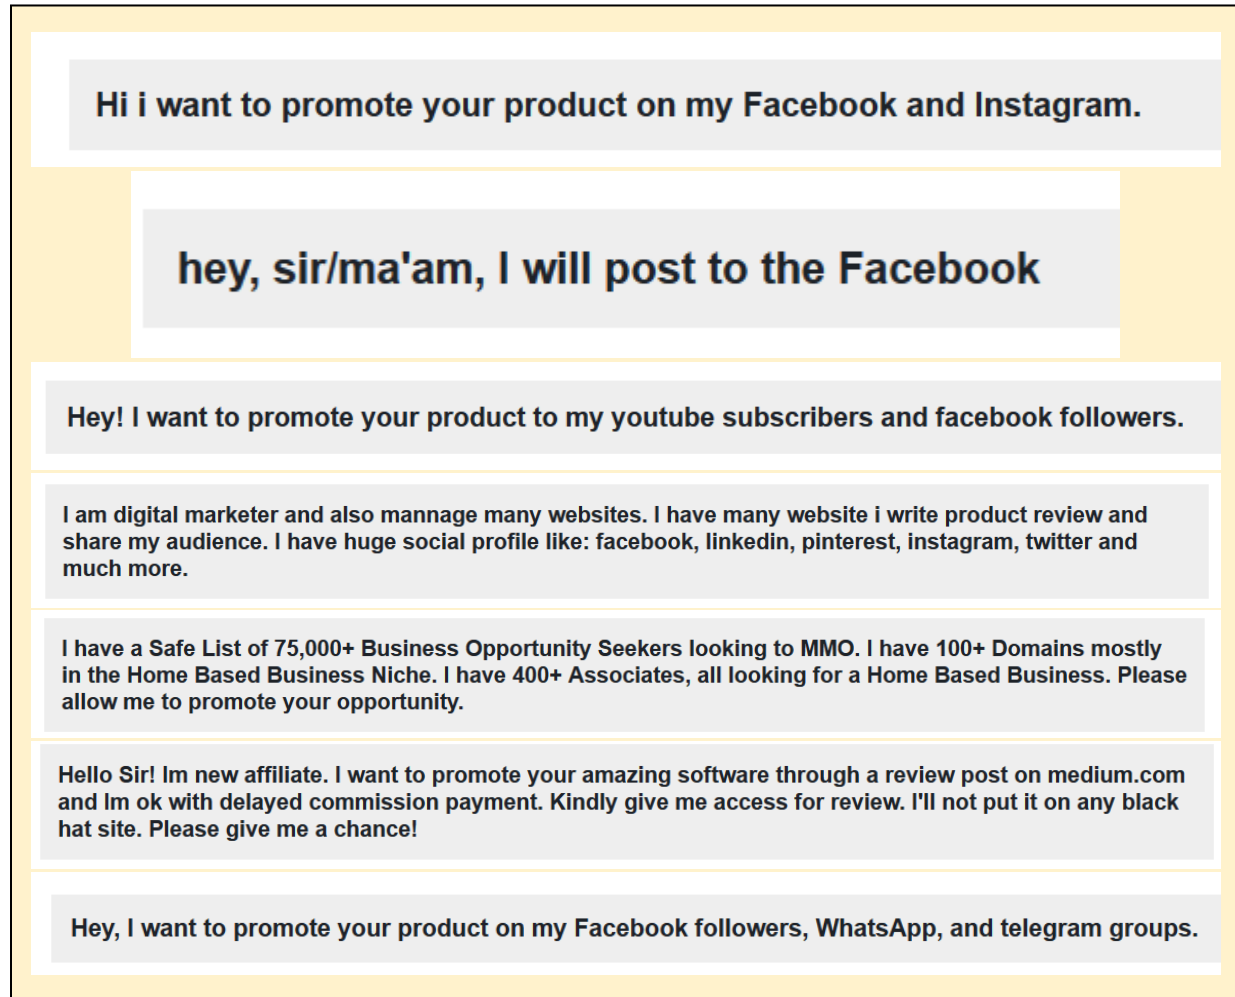 Hi i want to promote your product on my Facebook and Instagram.
hey, sir/ma'am, I will post to the Facebook
Hey! I want to promote your product to my youtube subscribers and facebook followers.
I am digital marketer and also mannage many websites. I have many website i write product review and
share my audience. I have huge social profile like: facebook, linkedin, pinterest, instagram, twitter and
much more.
I have a Safe List of 75,000+ Business Opportunity Seekers looking to MMO. I have 100+ Domains mostly
in the Home Based Business Niche. I have 400+ Associates, all looking for a Home Based Business. Please
allow me to promote your opportunity.
Hello Sir! Im new affiliate. I want to promote your amazing software through a review post on medium.com
and Im ok with delayed commission payment. Kindly give me access for review. I'll not put it on any black
hat site. Please give me a chance!
Hey, I want to promote your product on my Facebook followers, WhatsApp, and telegram groups.